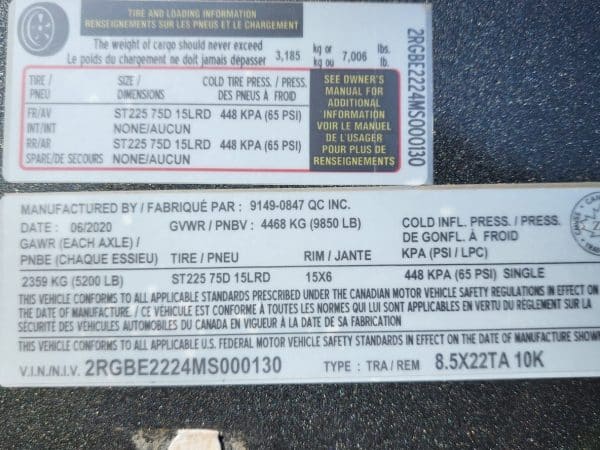 TIRE AND LOADING INFORMATION
RENSEIGNEMENTS SUR LES PNEUS ET LE CHARGEMENT
The weight of cargo should never exceed
Le poids du chargement ne doit jamais dépasser 3,185 kg or kg ou 7,006 lbs. lb.
TIRE / PNEU SIZE / DIMENSIONS COLD TIRE PRESS. / PRESS. DES PNEUS À FROID
FR/AV ST225 75D 15LRD 448 KPA (65 PSI)
INT/INT NONE/AUCUN
RR/AR ST225 75D 15LRD 448 KPA (65 PSI)
SPARE/DE SECOURS NONE/AUCUN
SEE OWNER'S
MANUAL FOR
ADDITIONAL
INFORMATION
VOIR LE MANUEL
DE L'USAGER
POUR PLUS DE
RENSEIGNEMENTS
2RGBE2224MS000130
MANUFACTURED BY / FABRIQUÉ PAR : 9149-0847 QC INC.
DATE : 06/2020 GVWR / PNBV : 4468 KG (9850 LB) COLD INFL. PRESS. / PRESS.
GAWR (EACH AXLE) / DE GONFL. À FROID
PNBE (CHAQUE ESSIEU) TIRE / PNEU RIM / JANTE KPA (PSI / LPC)
2359 KG (5200 LB) ST225 75D 15LRD 15X6 448 KPA (65 PSI) SINGLE
THIS VEHICLE CONFORMS TO ALL APPLICABLE STANDARDS PRESCRIBED UNDER THE CANADIAN MOTOR VEHICLE SAFETY REGULATIONS IN EFFECT ON
THE DATE OF MANUFACTURE. / CE VÉHICULE EST CONFORME À TOUTES LES NORMES QUI LUI SONT APPLICABLES EN VERTU DU RÈGLEMENT SUR LA
SÉCURITÉ DES VÉHICULES AUTOMOBILES DU CANADA EN VIGUEUR À LA DATE DE SA FABRICATION
THIS VEHICLE CONFORMS TO ALL APPLICABLE U.S. FEDERAL MOTOR VEHICLE SAFETY STANDARDS IN EFFECT ON THE DATE OF MANUFACTURE SHOWN
V.I.N./N.I.V. 2RGBE2224MS000130 TYPE : TRA / REM 8.5X22TA 10K